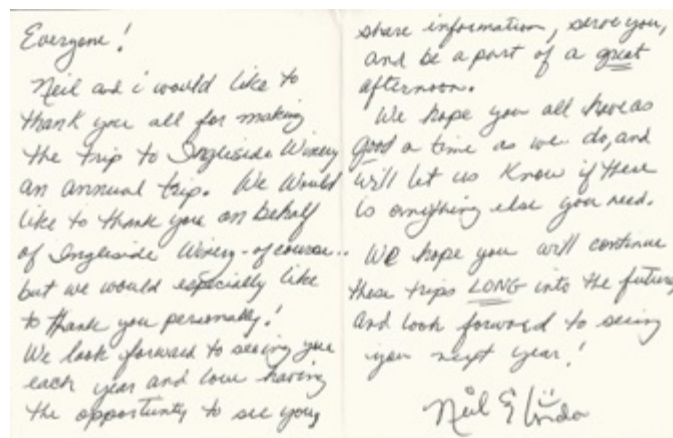 Everyone!
Neil and i would like to
thank you all for making
the trip to Ingleside Winery
an annual trip. We Would
like to thank you on behalf
of Ingleside Winery - of course..
but we would especially like
to thank you personally!
We look forward to seeing you
each year and love having
the opportunity to see you,
share information, serve you,
and be a part of a great
afternoon.
We hope you all have as
good a time as we do, and
will let us know if there
is anything else you need.
We hope you will continue
these trips LONG into the future,
and look forward to seeing
you next year!
Neil & Linda